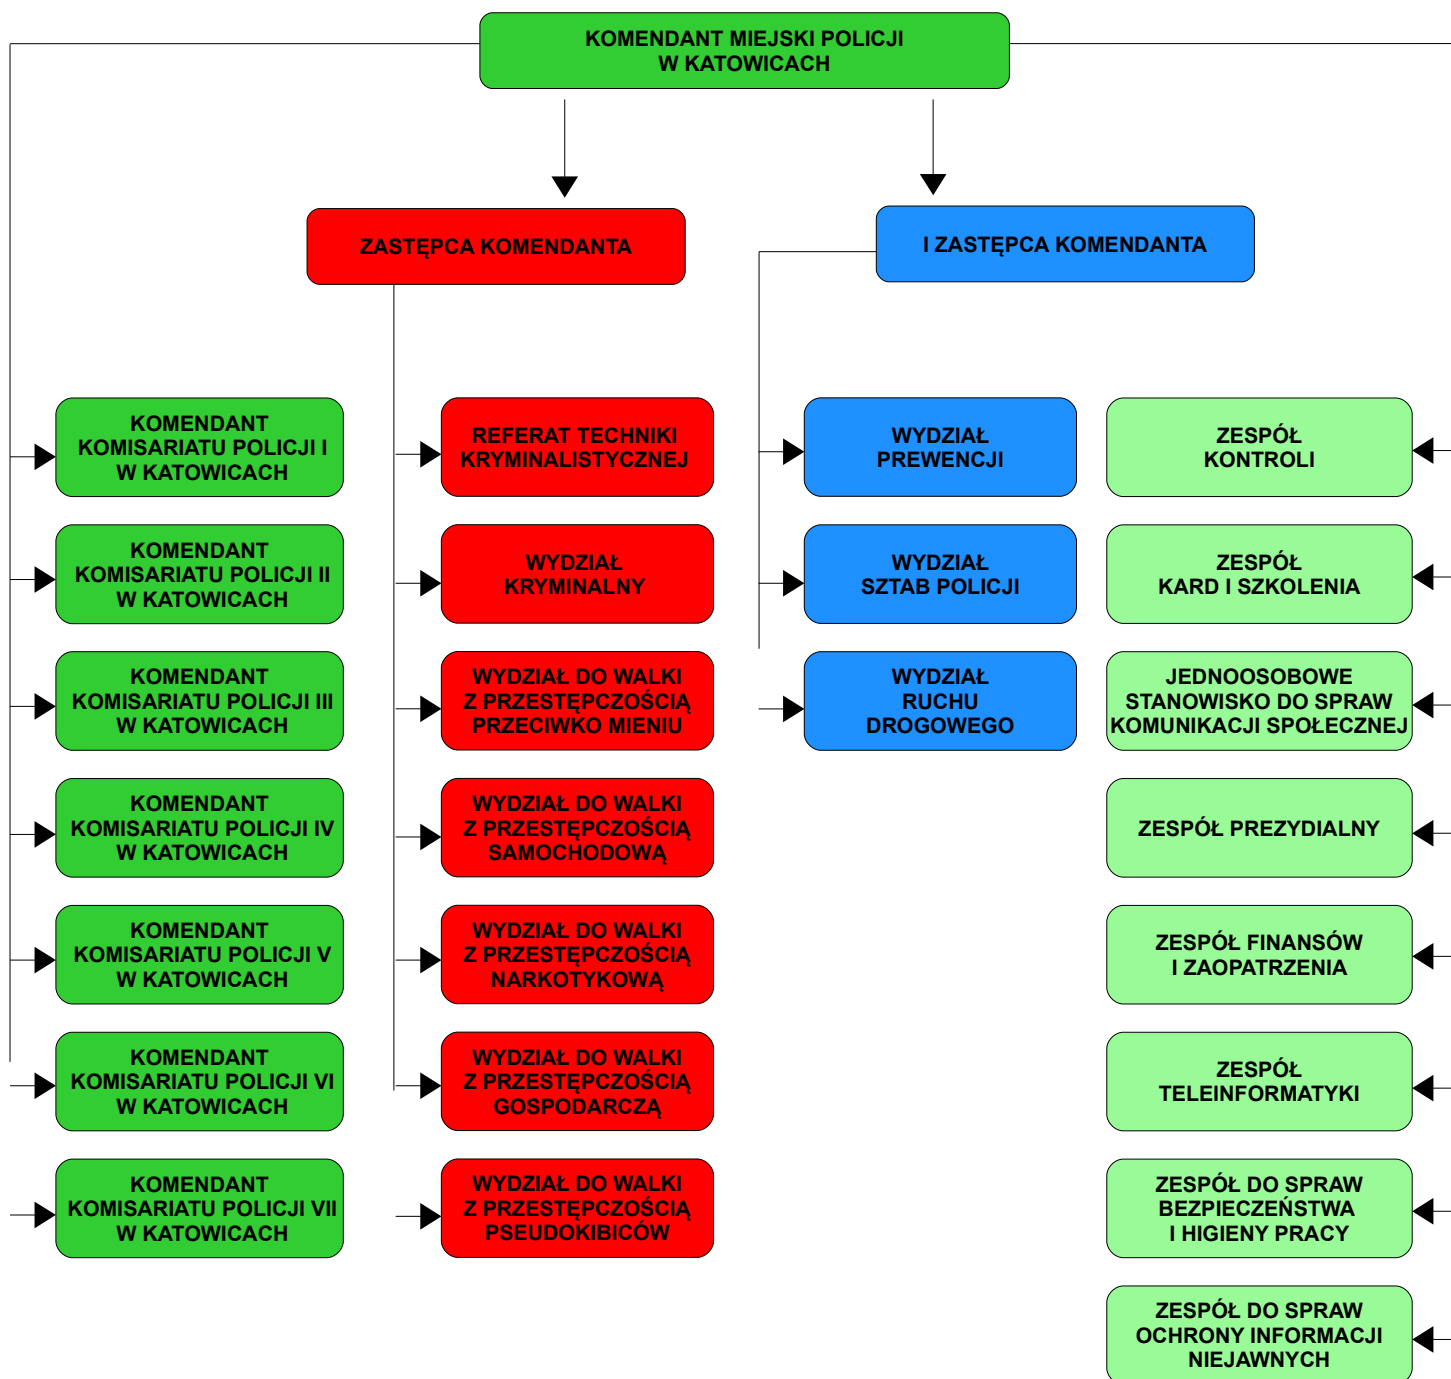 KOMENDANT MIEJSKI POLICJI
W KATOWICACH
ZASTĘPCA KOMENDANTA
I ZASTĘPCA KOMENDANTA
KOMENDANT
KOMISARIATU POLICJI I
W KATOWICACH
KOMENDANT
KOMISARIATU POLICJI II
W KATOWICACH
KOMENDANT
KOMISARIATU POLICJI III
W KATOWICACH
KOMENDANT
KOMISARIATU POLICJI IV
W KATOWICACH
KOMENDANT
KOMISARIATU POLICJI V
W KATOWICACH
KOMENDANT
KOMISARIATU POLICJI VI
W KATOWICACH
KOMENDANT
KOMISARIATU POLICJI VII
W KATOWICACH
REFERAT TECHNIKI
KRYMINALISTYCZNEJ
WYDZIAŁ
KRYMINALNY
WYDZIAŁ DO WALKI
Z PRZESTĘPCZOŚCIĄ
PRZECIWKO MIENIU
WYDZIAŁ DO WALKI
Z PRZESTĘPCZOŚCIĄ
SAMOCHODOWĄ
WYDZIAŁ DO WALKI
Z PRZESTĘPCZOŚCIĄ
NARKOTYKOWĄ
WYDZIAŁ DO WALKI
Z PRZESTĘPCZOŚCIĄ
GOSPODARCZĄ
WYDZIAŁ DO WALKI
Z PRZESTĘPCZOŚCIĄ
PSEUDOKIBICÓW
WYDZIAŁ
PREWENCJI
WYDZIAŁ
SZTAB POLICJI
WYDZIAŁ
RUCHU
DROGOWEGO
ZESPÓŁ
KONTROLI
ZESPÓŁ
KARD I SZKOLENIA
JEDNOOSOBOWE
STANOWISKO DO SPRAW
KOMUNIKACJI SPOŁECZNEJ
ZESPÓŁ PREZYDIALNY
ZESPÓŁ FINANSÓW
I ZAOPATRZENIA
ZESPÓŁ
TELEINFORMATYKI
ZESPÓŁ DO SPRAW
BEZPIECZEŃSTWA
I HIGIENY PRACY
ZESPÓŁ DO SPRAW
OCHRONY INFORMACJI
NIEJAWNYCH